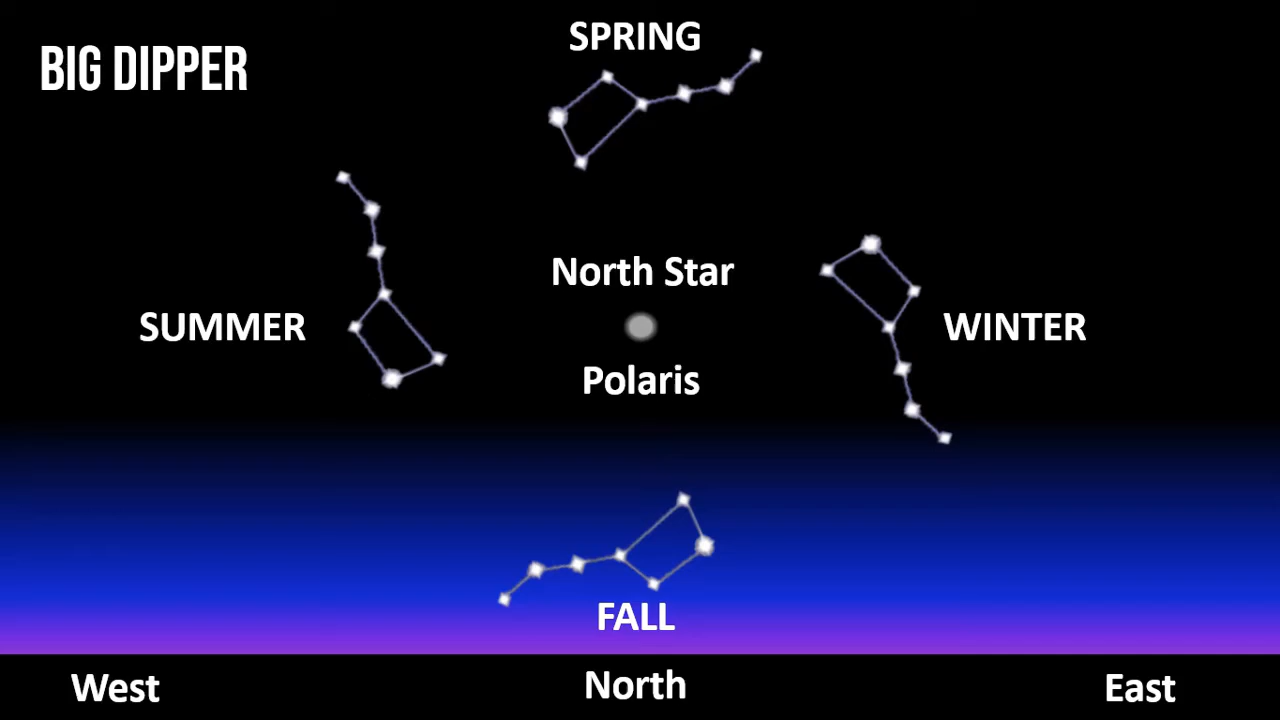 SPRING
BIG DIPPER
North Star
SUMMER
WINTER
Polaris
FALL
West
North
East